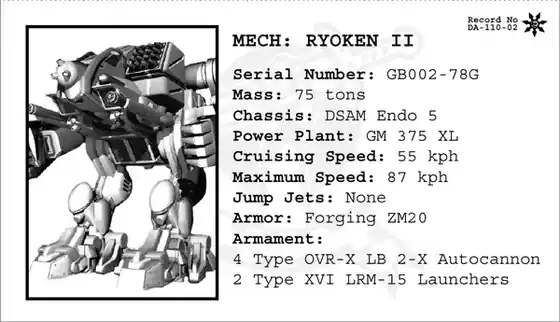 Record No
DA-110-02
MECH: RYOKEN II
Serial Number: GB002-78G
Mass: 75 tons
Chassis: DSAM Endo 5
Power Plant: GM 375 XL
Cruising Speed: 55 kph
Maximum Speed: 87 kph
Jump Jets: None
Armor: Forging ZM20
Armament:
4 Type OVR-X LB 2-X Autocannon
2 Type XVI LRM-15 Launchers